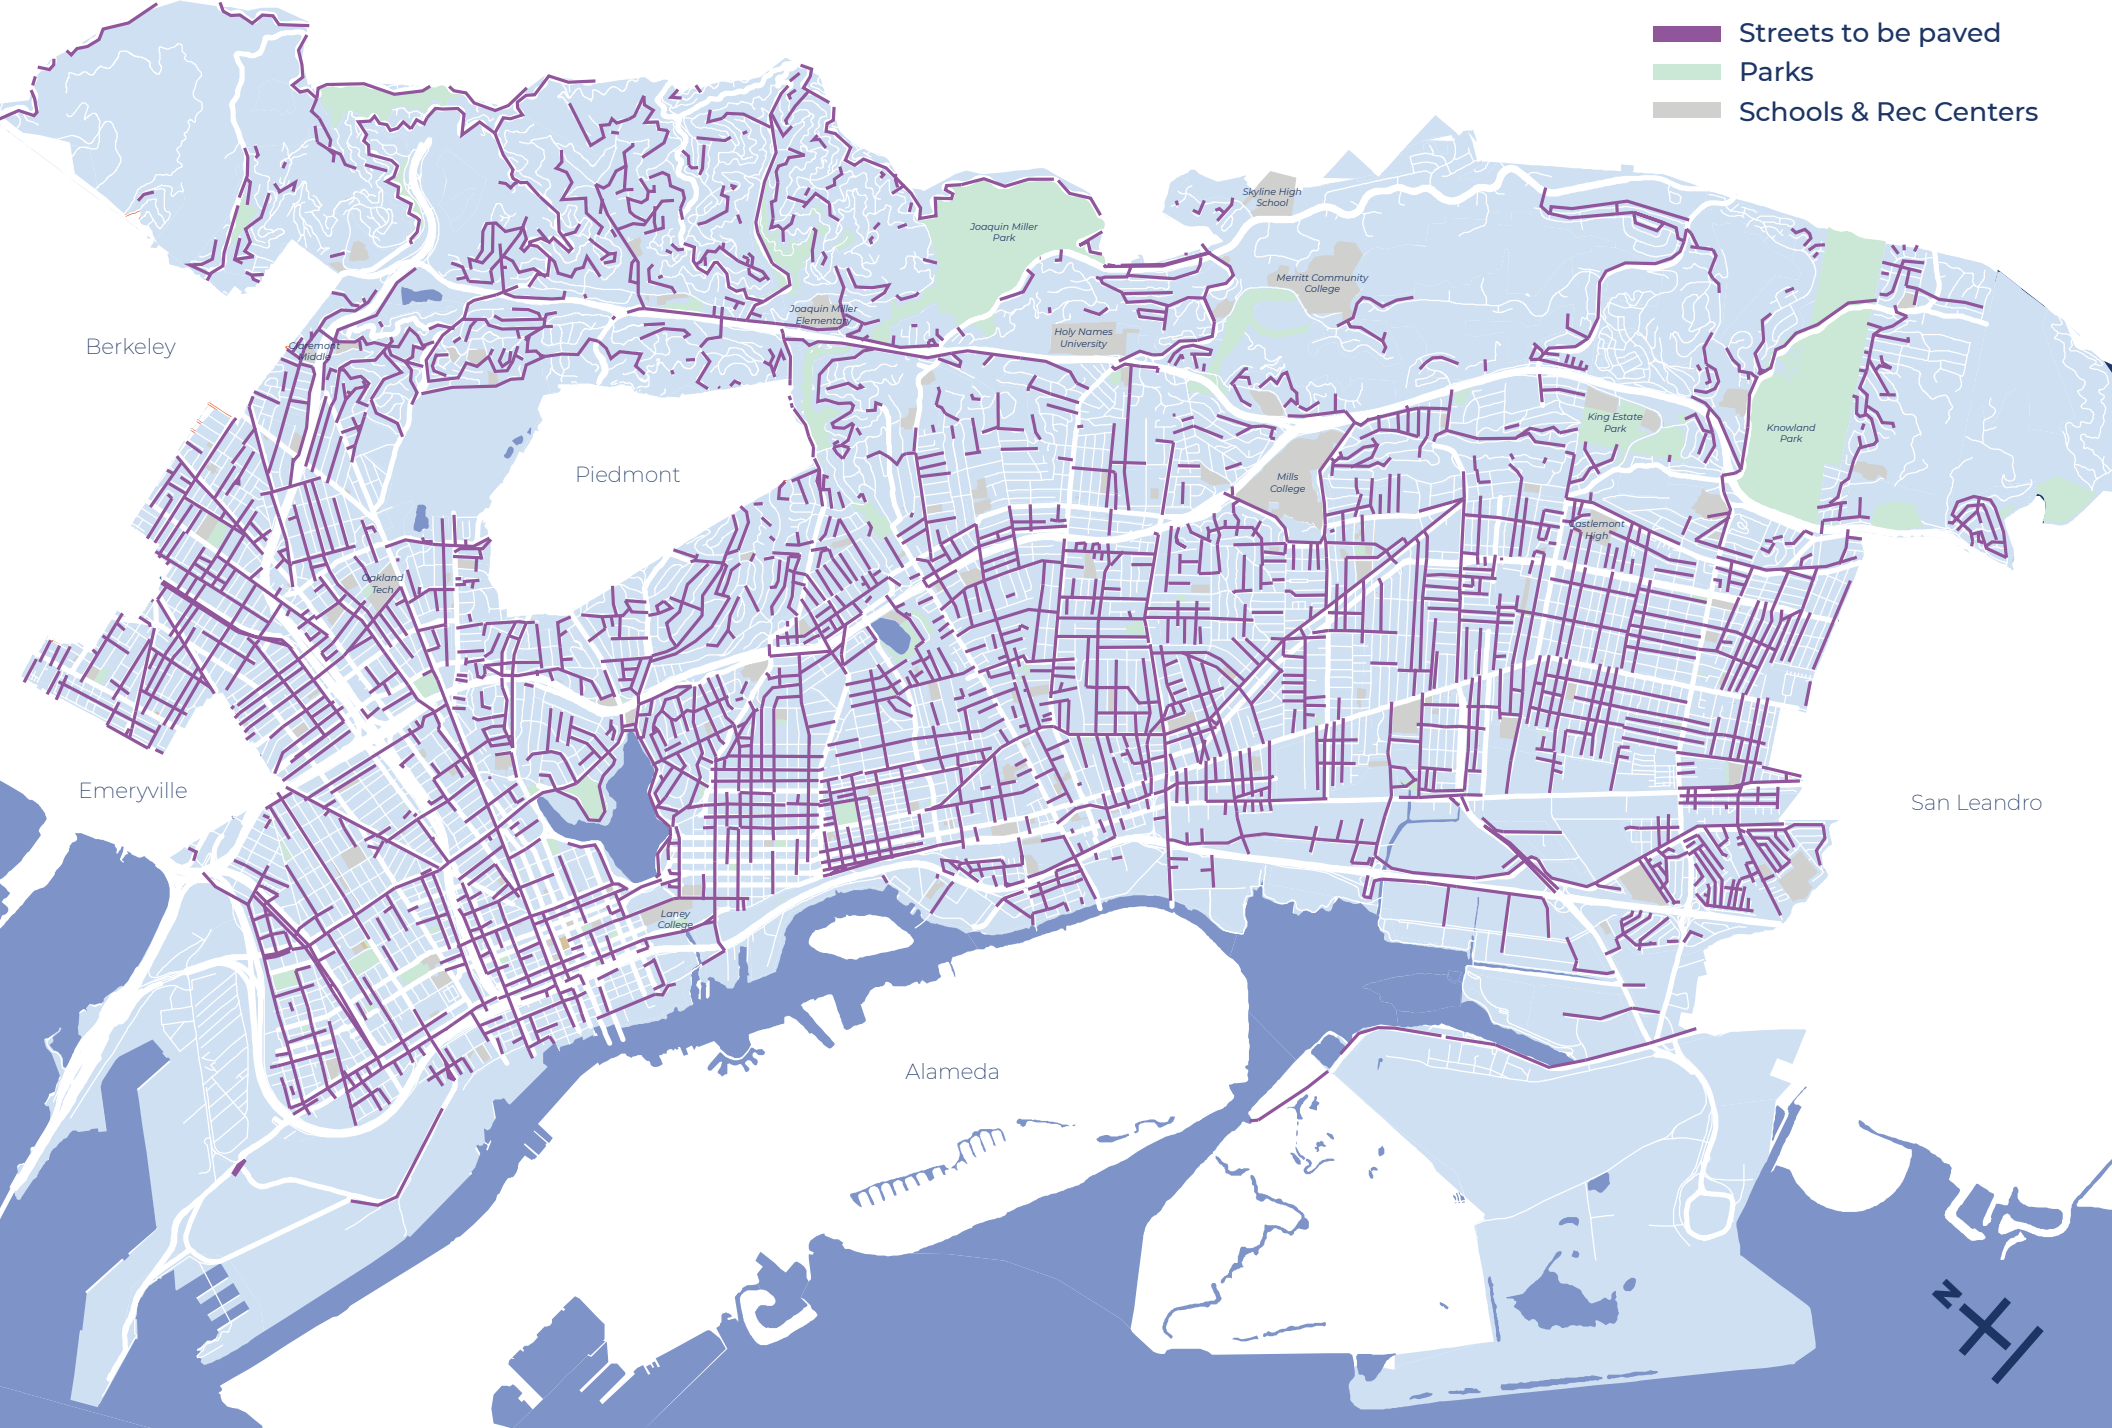 Streets to be paved
Parks
Schools & Rec Centers
Skyline High
School
Joaquin Miller
Park
Merritt Community
College
Joaquin Miller
Elementary
Holy Names
University
Claremont
Middle
Berkeley
King Estate
Park
Knowland
Park
Piedmont
Mills
College
Castlemont
High
Oakland
Tech
Emeryville
San Leandro
Laney
College
Alameda
N